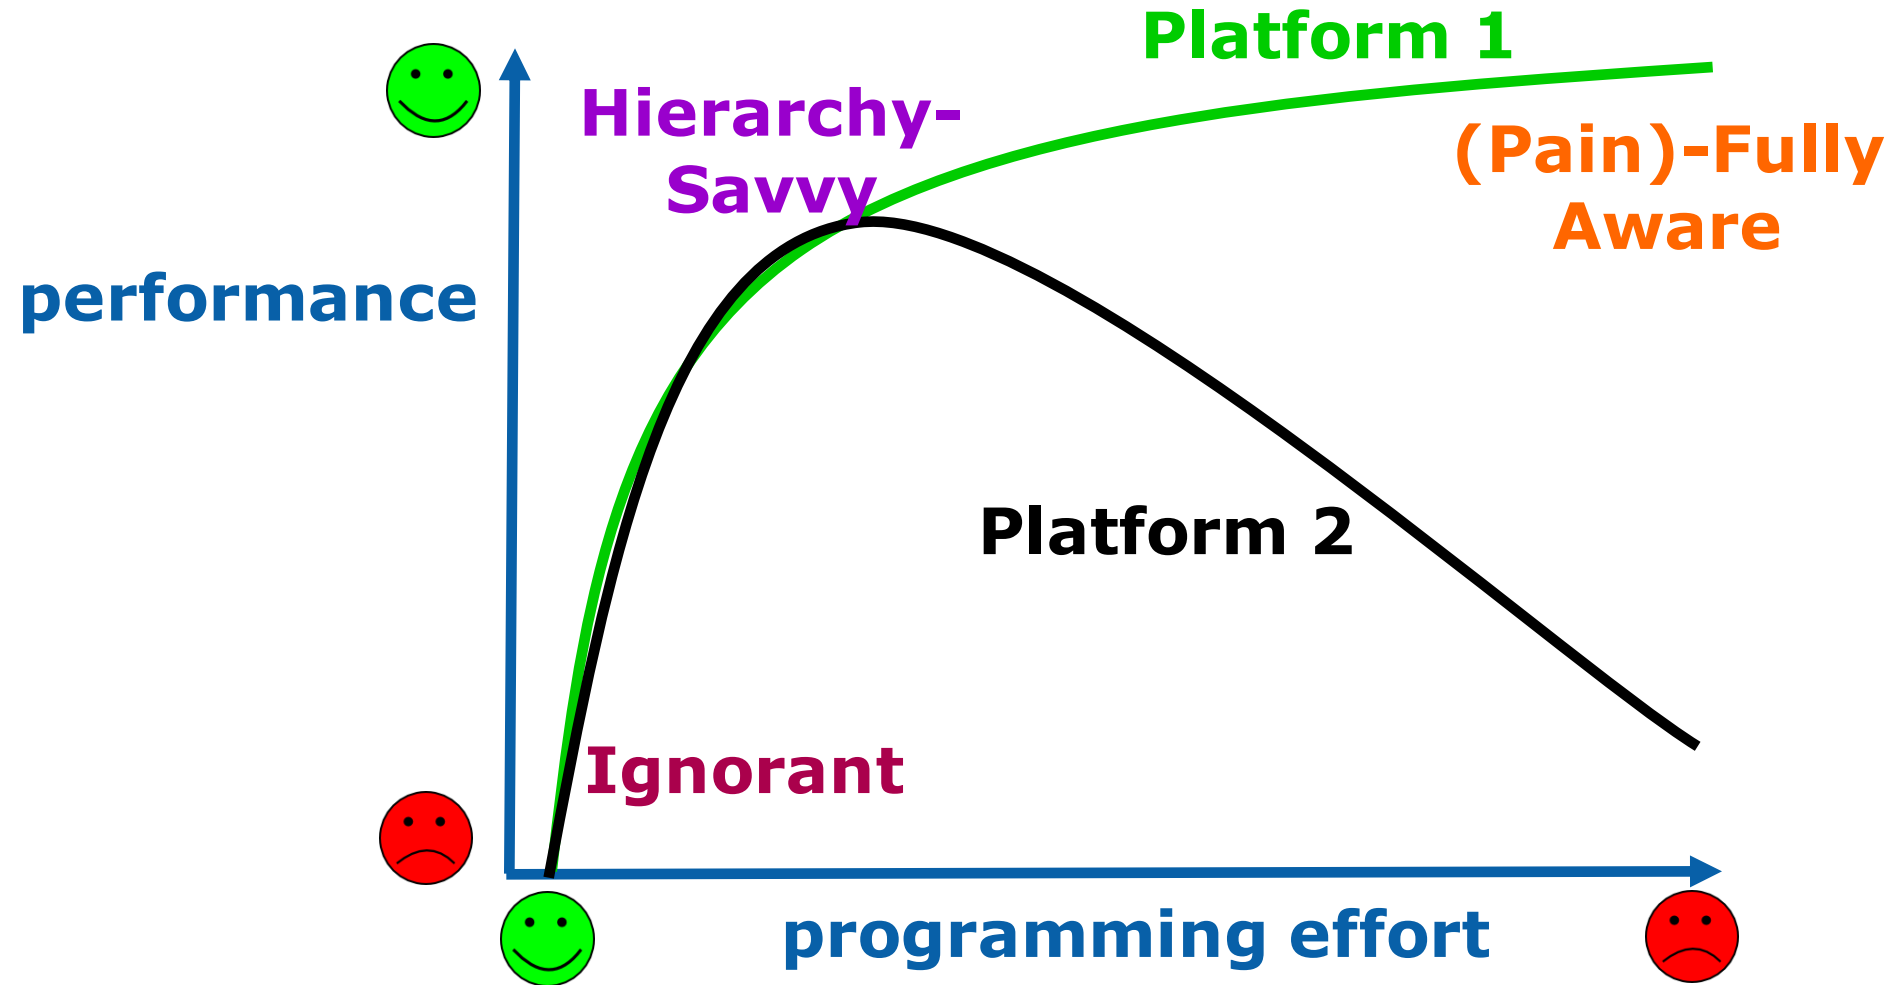 Platform 1
Hierarchy-
Savvy
(Pain)-Fully
Aware
performance
Platform 2
Ignorant
programming effort